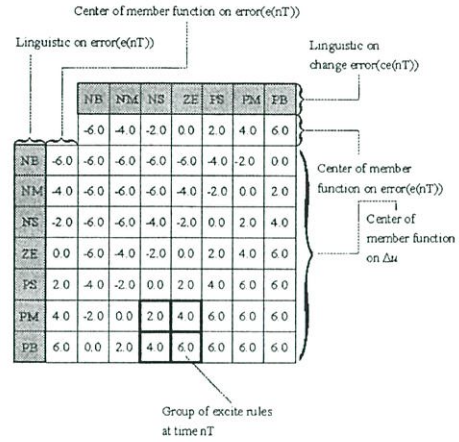 Center of member function on error(e(nT))
Linguistic on error(e(nT))
Linguistic on
change error(ce(nT))
NB NM NS ZE PS PM PB
-6.0 -4.0 -2.0 0.0 2.0 4.0 6.0
NB -6.0 -6.0 -6.0 -6.0 -6.0 -4.0 -2.0 0.0
NM -4.0 -6.0 -6.0 -6.0 -4.0 -2.0 0.0 2.0
NS -2.0 -6.0 -6.0 -4.0 -2.0 0.0 2.0 4.0
ZE 0.0 -6.0 -4.0 -2.0 0.0 2.0 4.0 6.0
PS 2.0 -4.0 -2.0 0.0 2.0 4.0 6.0 6.0
PM 4.0 -2.0 0.0 2.0 4.0 6.0 6.0 6.0
PB 6.0 0.0 2.0 4.0 6.0 6.0 6.0 6.0
Center of member
function on error(e(nT))
Center of
member function
on Δu
Group of excite rules
at time nT